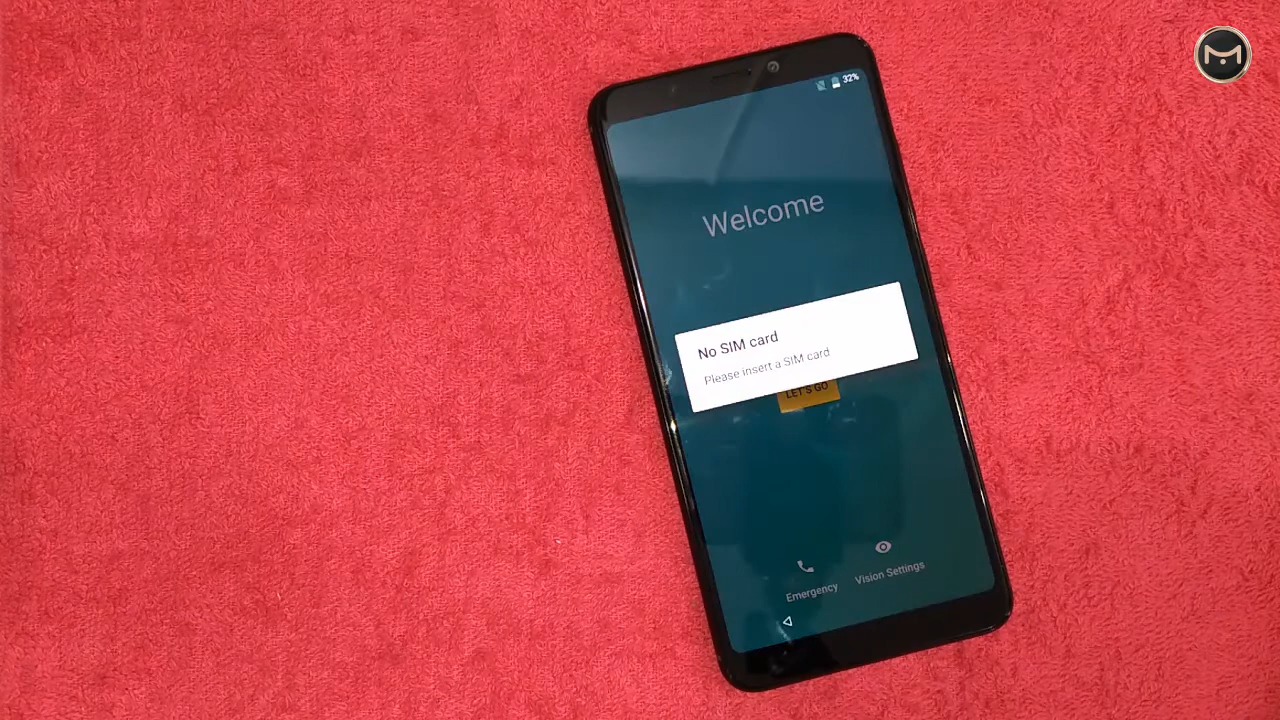 32%
Welcome
No SIM card
Please insert a SIM card
LET'S GO
Emergency
Vision Settings